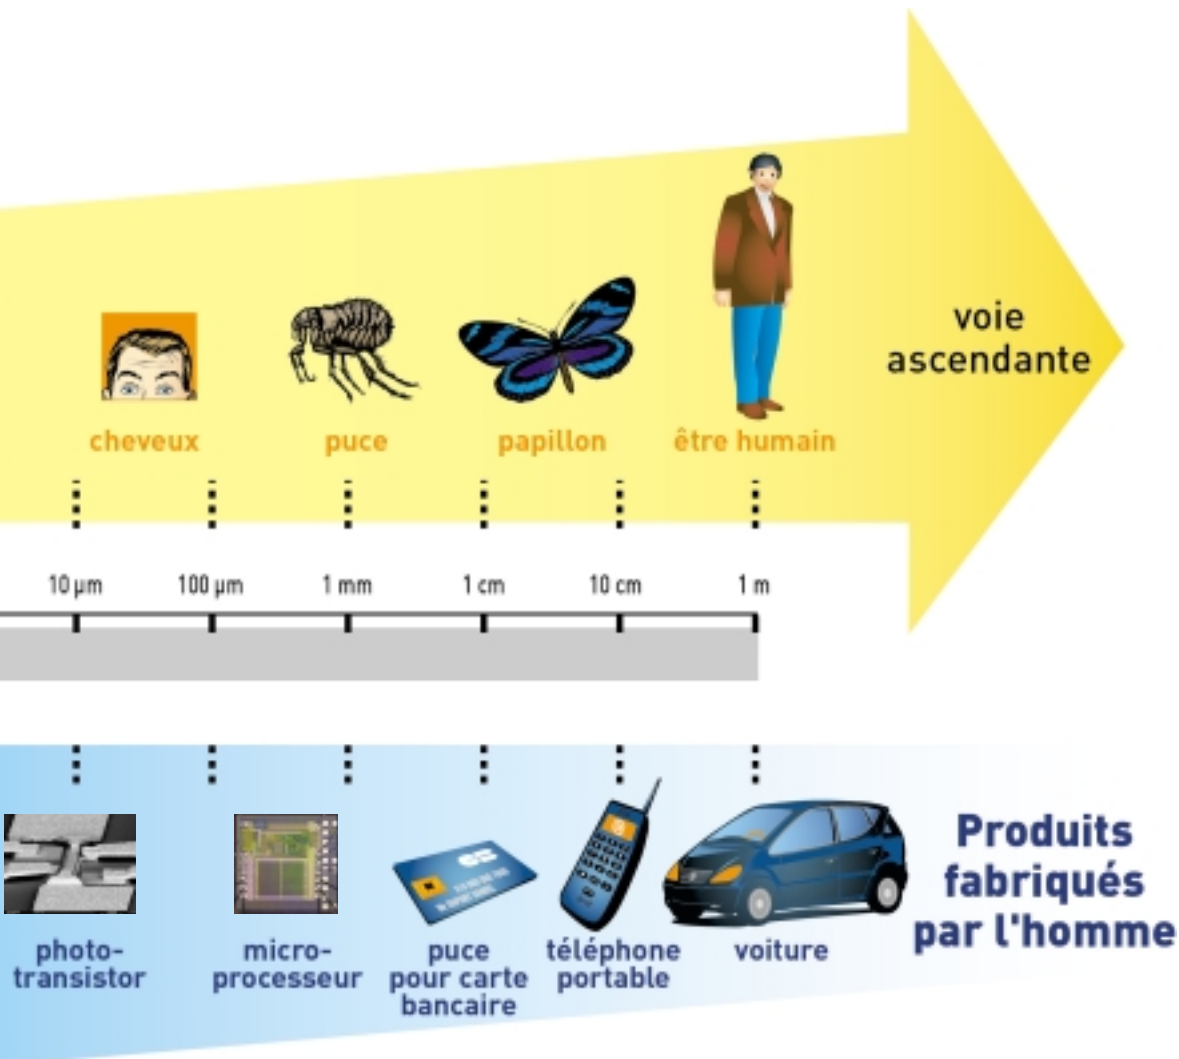 voie
ascendante
cheveux
puce
papillon
être humain
10 µm
100 µm
1 mm
1 cm
10 cm
1 m
Produits
fabriqués
par l'homme
photo-
transistor
micro-
processeur
puce
pour carte
bancaire
téléphone
portable
voiture